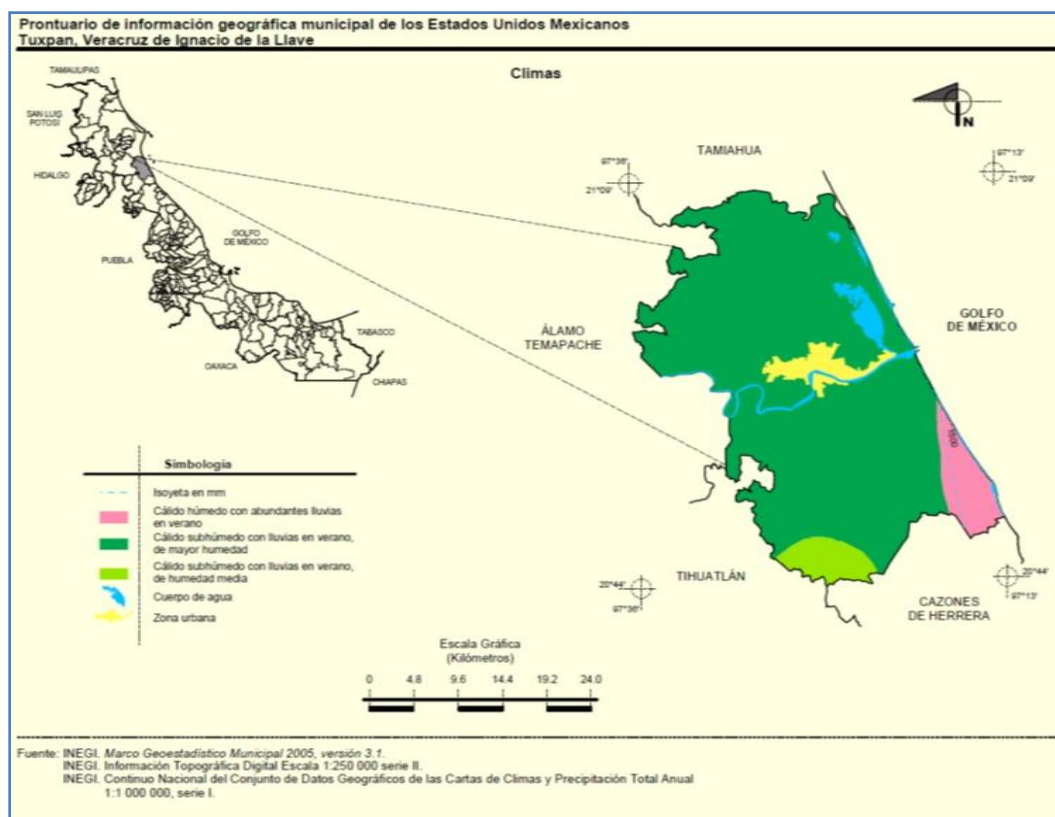 Prontuario de información geográfica municipal de los Estados Unidos Mexicanos
Tuxpan, Veracruz de Ignacio de la Llave
Climas
TAMAULIPAS
SAN LUIS
POTOSÍ
HIDALGO
GOLFO
DE MÉXICO
PUEBLA
TABASCO
OAXACA
CHIAPAS
N
TAMIAHUA
97°36'
21°09'
97°13'
21°09'
ÁLAMO
TEMAPACHE
GOLFO
DE MÉXICO
1500
TIHUATLÁN
20°44'
97°36'
20°44'
97°13'
CAZONES
DE HERRERA
Simbología
Isoyeta en mm
Cálido húmedo con abundantes lluvias
en verano
Cálido subhúmedo con lluvias en verano,
de mayor humedad
Cálido subhúmedo con lluvias en verano,
de humedad media
Cuerpo de agua
Zona urbana
Escala Gráfica
(Kilómetros)
0 4.8 9.6 14.4 19.2 24.0
Fuente: INEGI. Marco Geoestadístico Municipal 2005, versión 3.1.
INEGI. Información Topográfica Digital Escala 1:250 000 serie II.
INEGI. Continuo Nacional del Conjunto de Datos Geográficos de las Cartas de Climas y Precipitación Total Anual
1:1 000 000, serie I.